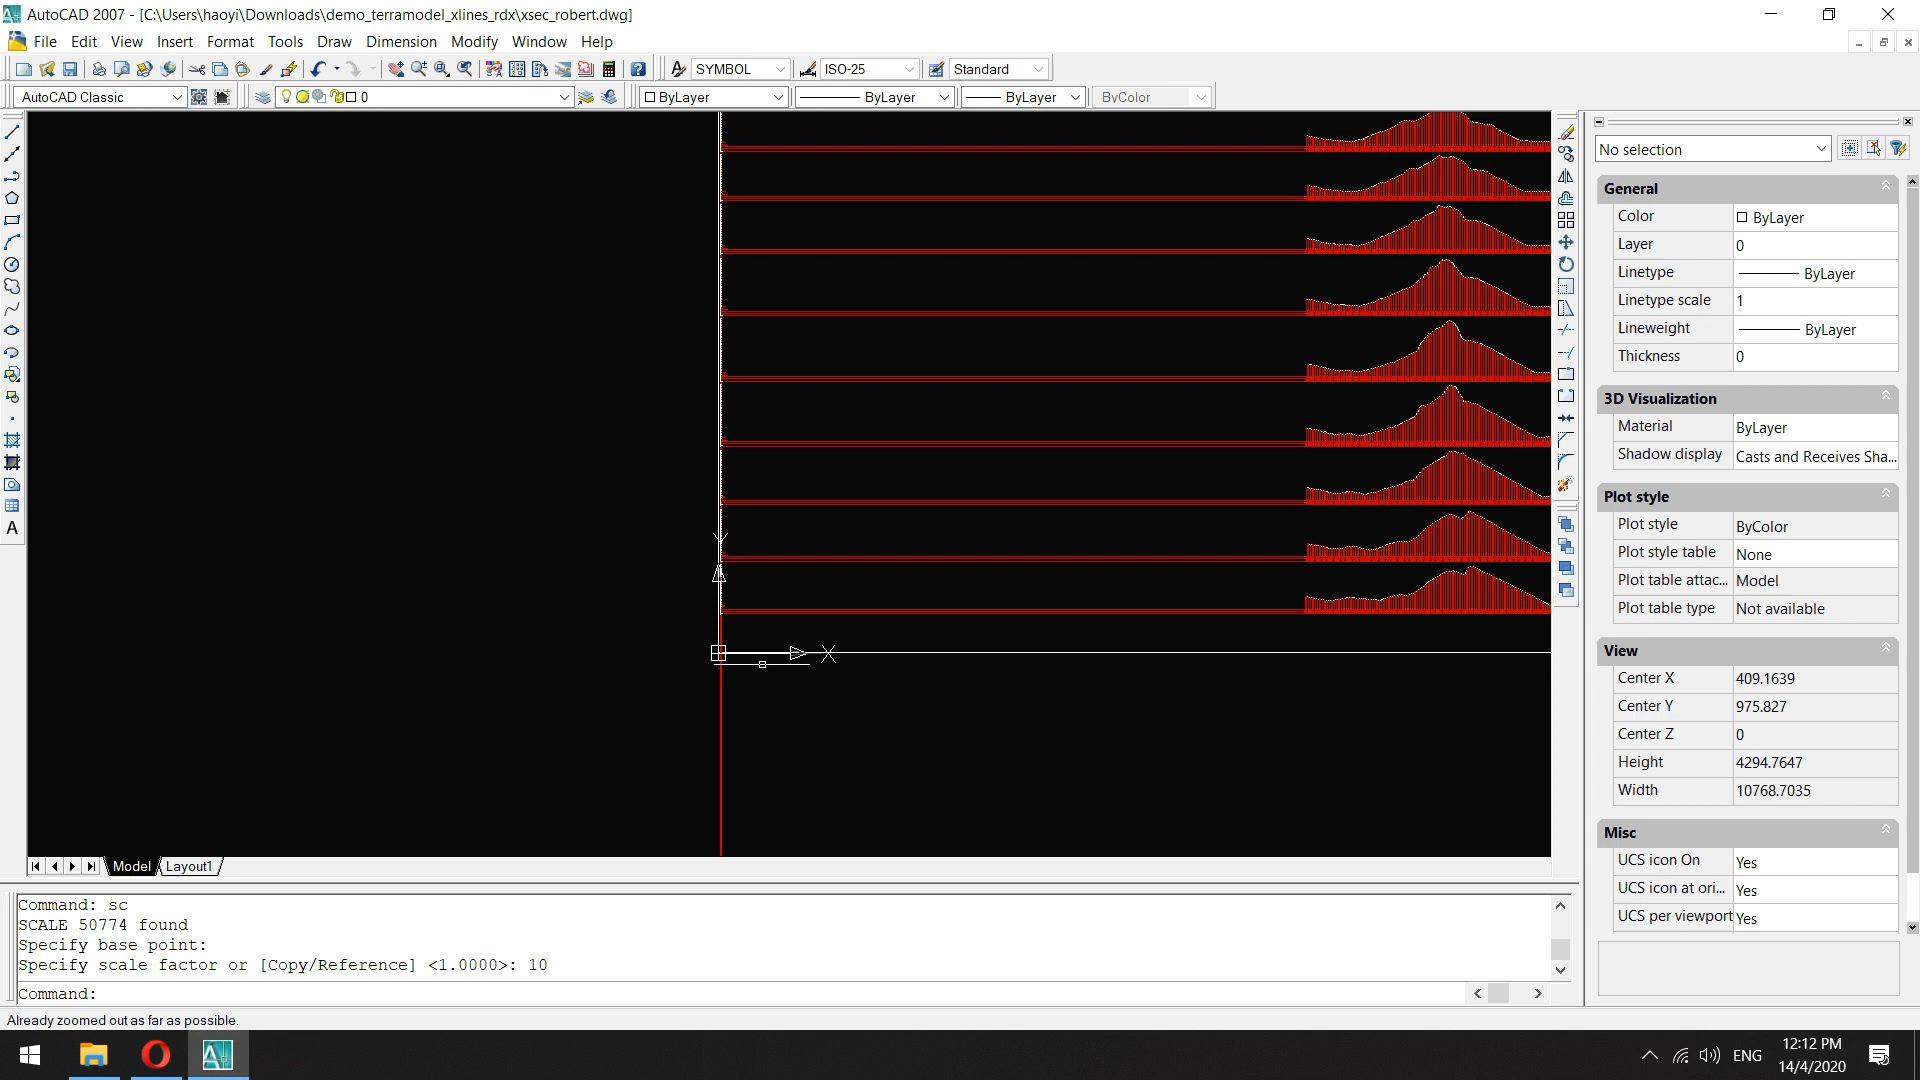 AutoCAD 2007 - [C:\Users\haoyi\Downloads\demo_terramodel_xlines_rdx\xsec_robert.dwg]
File Edit View Insert Format Tools Draw Dimension Modify Window Help
SYMBOL ISO-25 Standard
AutoCAD Classic 0 ByLayer ByLayer ByLayer ByColor
No selection
General
Color ByLayer
Layer 0
Linetype ByLayer
Linetype scale 1
Lineweight ByLayer
Thickness 0
3D Visualization
Material ByLayer
Shadow display Casts and Receives Sha...
Plot style
Plot style ByColor
Plot style table None
Plot table attac... Model
Plot table type Not available
View
Center X 409.1639
Center Y 975.827
Center Z 0
Height 4294.7647
Width 10768.7035
Misc
UCS icon On Yes
UCS icon at ori... Yes
UCS per viewport Yes
A
Y
X
Model Layout1
Command: sc
SCALE 50774 found
Specify base point:
Specify scale factor or [Copy/Reference] <1.0000>: 10
Command:
Already zoomed out as far as possible.
ENG
12:12 PM
14/4/2020